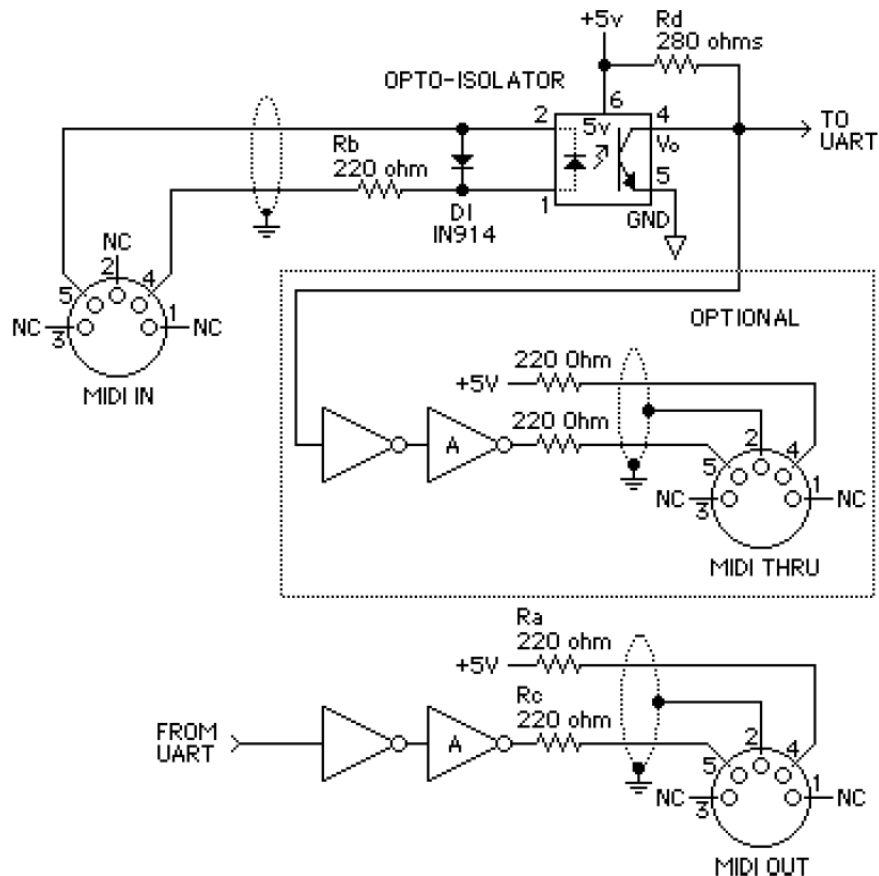 +5v
Rd
280 ohms
OPTO-ISOLATOR
6
2
5v
4
TO
UART
Vo
Rb
220 ohm
5
1
GND
DI
IN914
NC
2
5
4
NC
3
1
NC
MIDI IN
OPTIONAL
220 Ohm
+5V
220 Ohm
A
2
4
5
1
NC
3
NC
MIDI THRU
Ra
220 ohm
+5V
Rc
220 ohm
FROM
UART
A
2
4
5
1
NC
3
NC
MIDI OUT